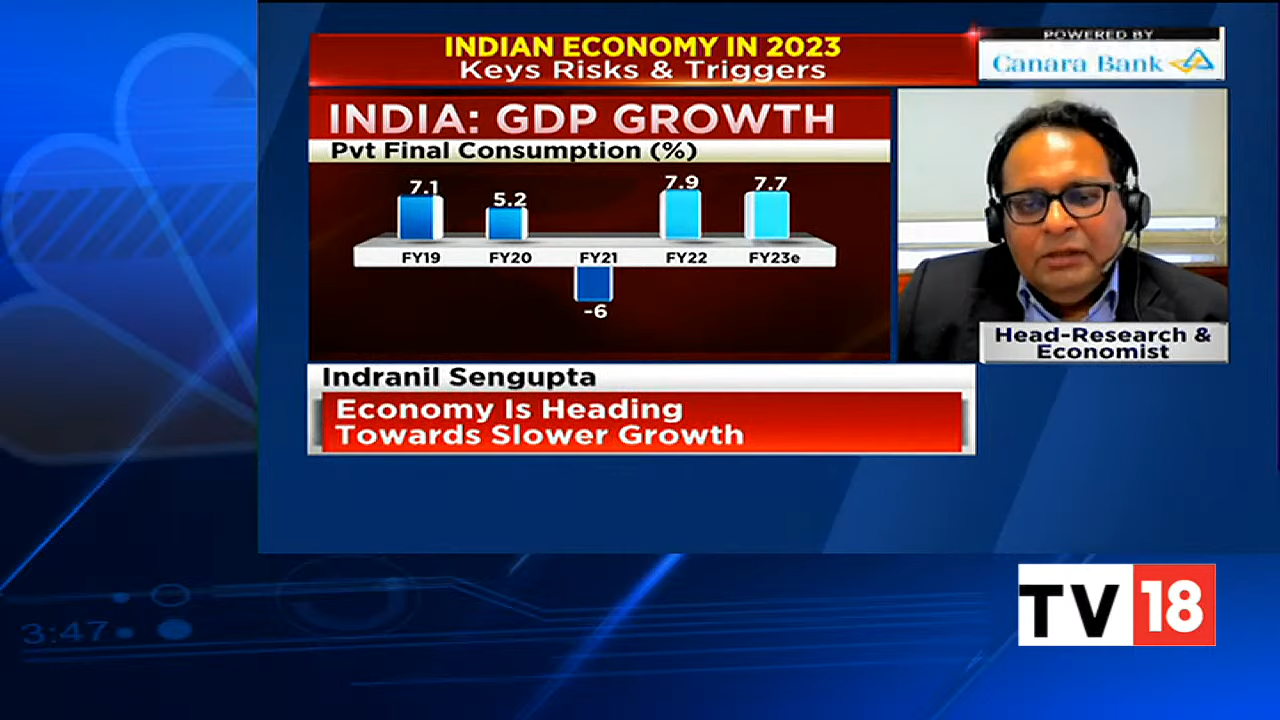 INDIAN ECONOMY IN 2023
Keys Risks & Triggers
POWERED BY
Canara Bank
INDIA: GDP GROWTH
Pvt Final Consumption (%)
7.1
5.2
7.9
7.7
FY19
FY20
FY21
FY22
FY23e
-6
Head-Research &
Economist
Indranil Sengupta
Economy Is Heading
Towards Slower Growth
3:47
TV18